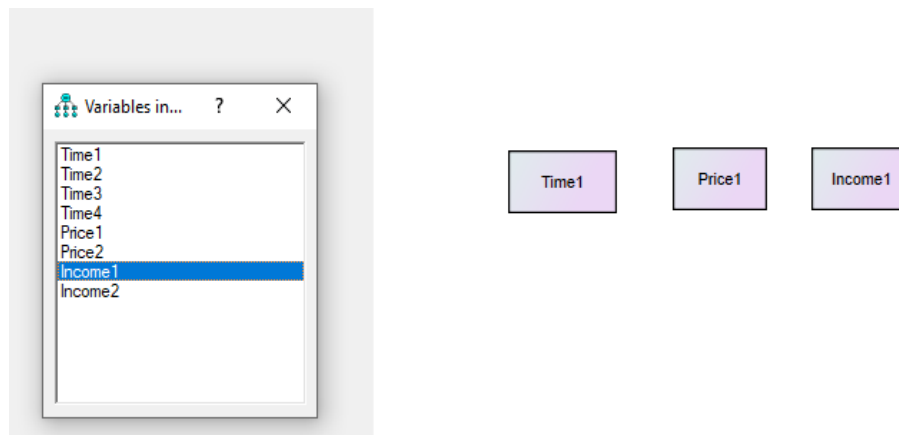 Variables in... ?
Time1
Time2
Time3
Time4
Price1
Price2
Income1
Income2
Time1 Price1 Income1